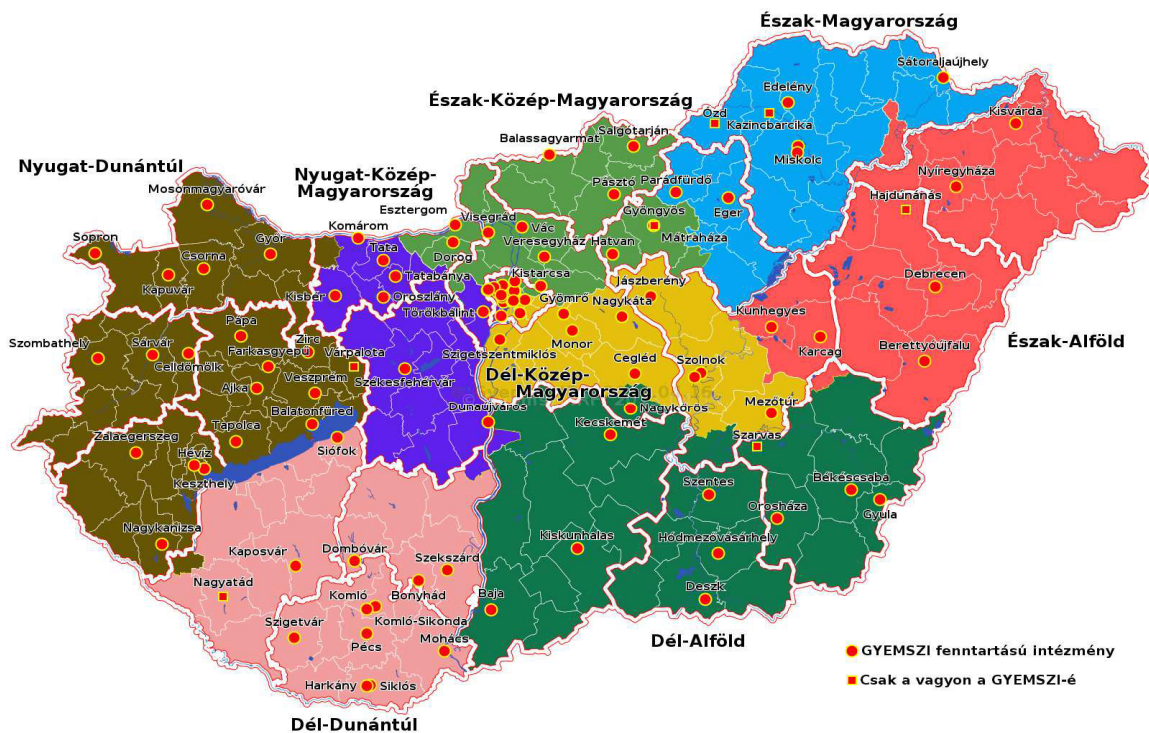 Észak-Magyarország
Sátoraljaújhely
Edelény
Ózd
Kazincbarcika
Kisvárda
Észak-Közép-Magyarország
Salgótarján
Balassagyarmat
Miskolc
Nyíregyháza
Nyugat-Dunántúl
Nyugat-Közép-
Magyarország
Mosonmagyaróvár
Pásztó
Parádfürdő
Eger
Hajdúnánás
Esztergom
Visegrád
Vác
Gyöngyös
Mátraháza
Komárom
Sopron
Győr
Tata
Dorog
Veresegyház
Hatvan
Csorna
Kapuvár
Tatabánya
Kistarcsa
Jászberény
Debrecen
Kisbér
Oroszlány
Törökbálint
Gyömrő
Nagykáta
Kunhegyes
Észak-Alföld
Pápa
Zirc
Várpalota
Szigetszentmiklós
Monor
Karcag
Berettyóújfalu
Szombathely
Sárvár
Celldömölk
Farkasgyepű
Cegléd
Szolnok
Ajka
Veszprém
Székesfehérvár
Dél-Közép-
Magyarország
Balatonfüred
Dunaújváros
Nagykőrös
Mezőtúr
Zalaegerszeg
Tapolca
Siófok
Kecskemét
Szarvas
Hévíz
Keszthely
Szentes
Békéscsaba
Orosháza
Gyula
Nagykanizsa
Kaposvár
Dombóvár
Szekszárd
Kiskunhalas
Hódmezővásárhely
Nagyatád
Komló
Bonyhád
Baja
Deszk
Szigetvár
Komló-Sikonda
Pécs
Mohács
Dél-Alföld
Harkány
Siklós
Dél-Dunántúl
GYEMSZI fenntartású intézmény
Csak a vagyon a GYEMSZI-é